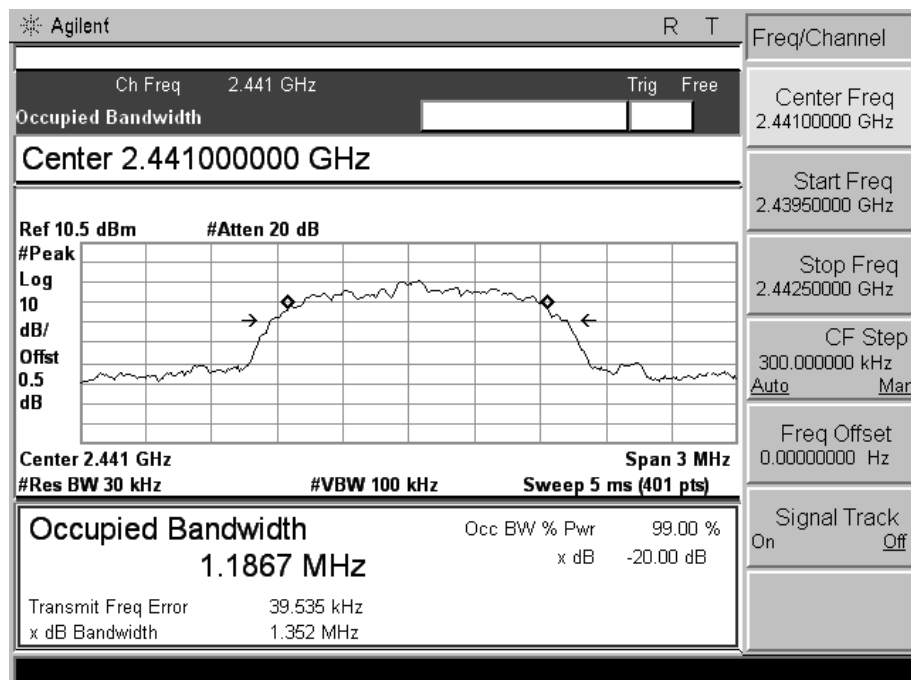 Agilent R T
Ch Freq 2.441 GHz Trig Free
Occupied Bandwidth
Center 2.441000000 GHz
Ref 10.5 dBm #Atten 20 dB
#Peak
Log
10
dB/
Offst
0.5
dB
Center 2.441 GHz Span 3 MHz
#Res BW 30 kHz #VBW 100 kHz Sweep 5 ms (401 pts)
Occupied Bandwidth
1.1867 MHz
Occ BW % Pwr 99.00 %
x dB -20.00 dB
Transmit Freq Error 39.535 kHz
x dB Bandwidth 1.352 MHz
Freq/Channel
Center Freq
2.44100000 GHz
Start Freq
2.43950000 GHz
Stop Freq
2.44250000 GHz
CF Step
300.000000 kHz
Auto Man
Freq Offset
0.00000000 Hz
Signal Track
On Off